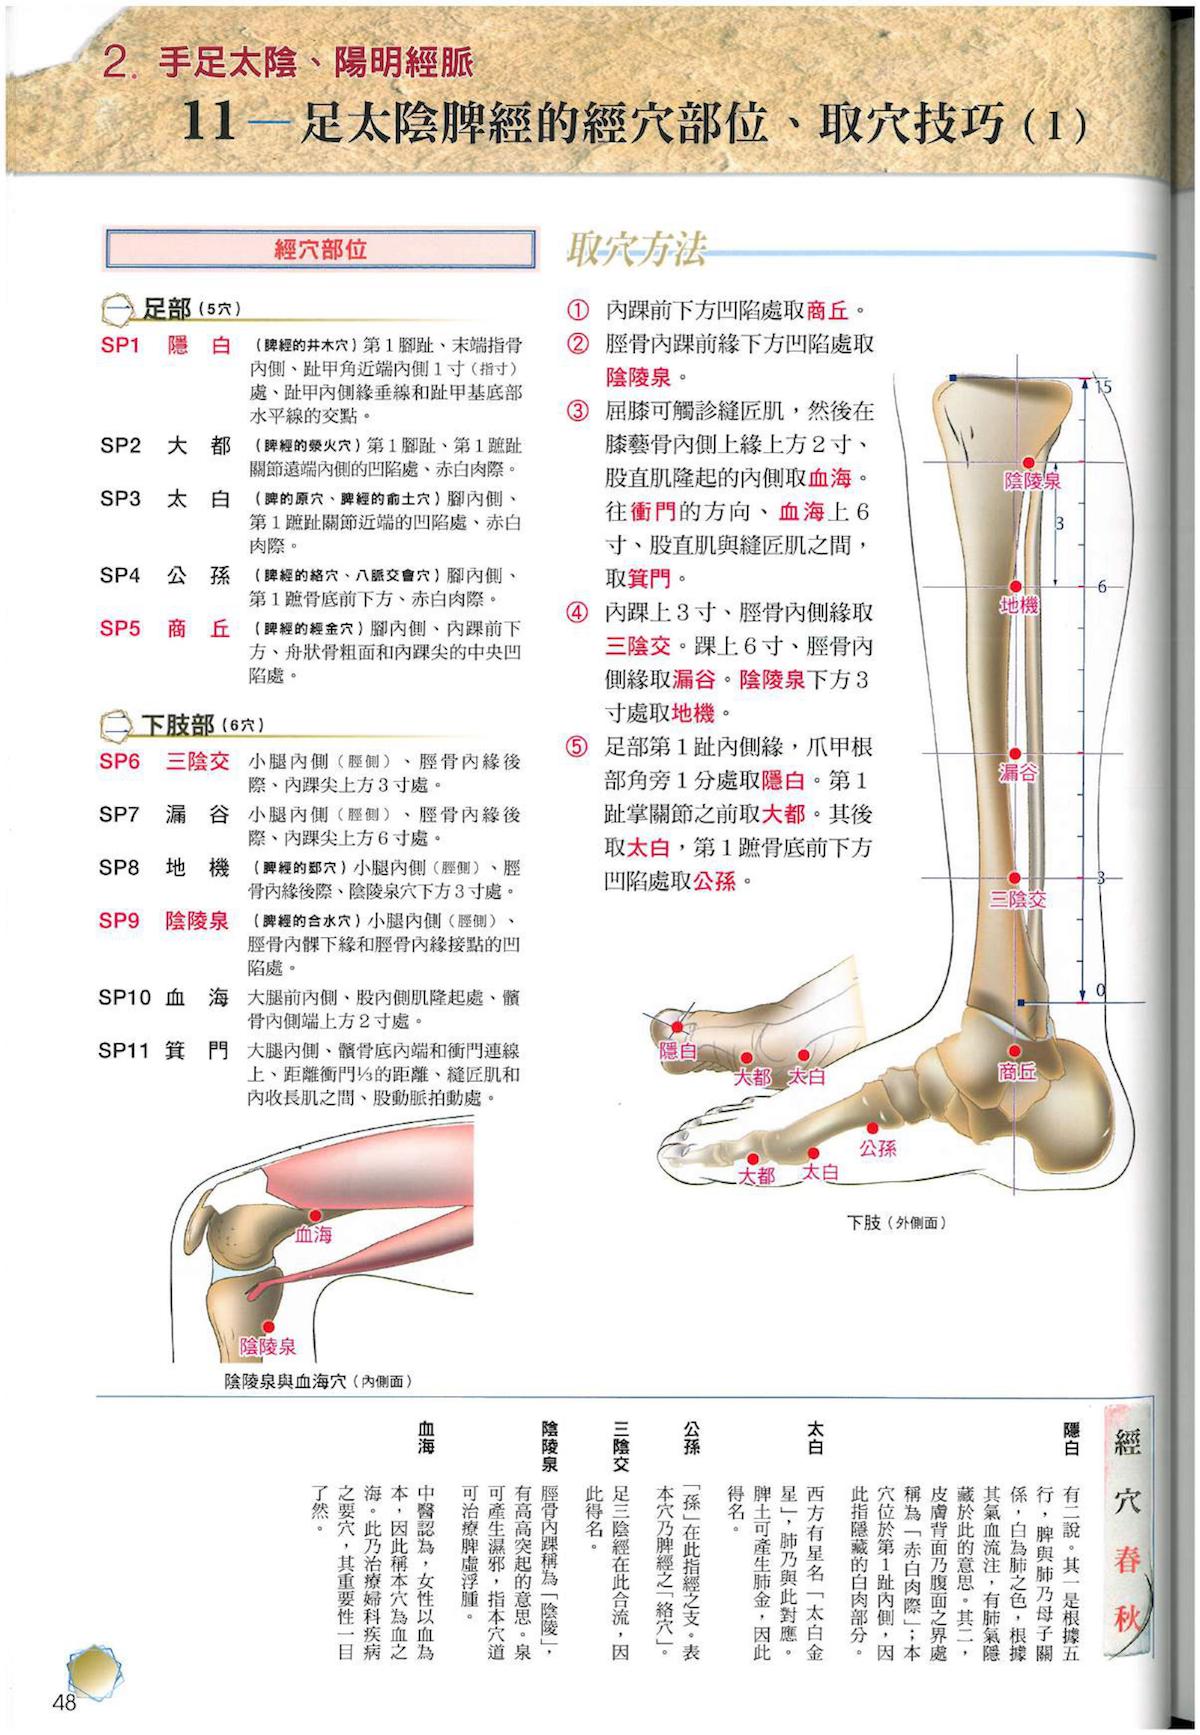 2. 手足太陰、陽明經脈
11—足太陰脾經的經穴部位、取穴技巧(1)
經穴部位
一 足部(5穴)
SP1 隱白 (脾經的井木穴)第1腳趾、末端指骨
內側、趾甲角近端內側1寸(指寸)
處、趾甲內側緣垂線和趾甲基底部
水平線的交點。
SP2 大都 (脾經的滎火穴)第1腳趾、第1蹠趾
關節遠端內側的凹陷處、赤白肉際。
SP3 太白 (脾的原穴、脾經的俞土穴)腳內側、
第1蹠趾關節近端的凹陷處、赤白
肉際。
SP4 公孫 (脾經的絡穴、八脈交會穴)腳內側、
第1蹠骨底前下方、赤白肉際。
SP5 商丘 (脾經的經金穴)腳內側、內踝前下
方、舟狀骨粗面和內踝尖的中央凹
陷處。
二 下肢部(6穴)
SP6 三陰交 小腿內側(脛側)、脛骨內緣後
際、內踝尖上方3寸處。
SP7 漏谷 小腿內側(脛側)、脛骨內緣後
際、內踝尖上方6寸處。
SP8 地機 (脾經的郄穴)小腿內側(脛側)、脛
骨內緣後際、陰陵泉穴下方3寸處。
SP9 陰陵泉 (脾經的合水穴)小腿內側(脛側)、
脛骨內髁下緣和脛骨內緣接點的凹
陷處。
SP10 血海 大腿前內側、股內側肌隆起處、髕
骨內側端上方2寸處。
SP11 箕門 大腿內側、髕骨底內端和衝門連線
上、距離衝門⅓的距離、縫匠肌和
內收長肌之間、股動脈拍動處。
血海
陰陵泉
陰陵泉與血海穴(內側面)
取穴方法
① 內踝前下方凹陷處取商丘。
② 脛骨內踝前緣下方凹陷處取
陰陵泉。
③ 屈膝可觸診縫匠肌，然後在
膝藝骨內側上緣上方2寸、
股直肌隆起的內側取血海。
往衝門的方向、血海上6
寸、股直肌與縫匠肌之間，
取箕門。
④ 內踝上3寸、脛骨內側緣取
三陰交。踝上6寸、脛骨內
側緣取漏谷。陰陵泉下方3
寸處取地機。
⑤ 足部第1趾內側緣，爪甲根
部角旁1分處取隱白。第1
趾掌關節之前取大都。其後
取太白，第1蹠骨底前下方
凹陷處取公孫。
15
陰陵泉
3
6
地機
漏谷
3
三陰交
0
商丘
隱白
大都
太白
公孫
大都
太白
下肢(外側面)
經穴春秋
隱白
有二說。其一是根據五
行，脾與肺乃母子關
係，白為肺之色，根據
其氣血流注，有肺氣隱
藏於此的意思。其二，
皮膚背面乃腹面之界處
稱為「赤白肉際」；本
穴位於第1趾內側，因
此指隱藏的白肉部分。
太白
西方有星名「太白金
星」，肺乃與此對應。
脾土可產生肺金，因此
得名。
公孫
「孫」在此指經之支。表
本穴乃脾經之「絡穴」。
三陰交
足三陰經在此合流，因
此得名。
陰陵泉
脛骨內踝稱為「陰陵」，
有高高突起的意思。泉
可產生濕邪，指本穴道
可治療脾虛浮腫。
血海
中醫認為，女性以血為
本，因此稱本穴為血之
海。此乃治療婦科疾病
之要穴，其重要性一目
了然。
48